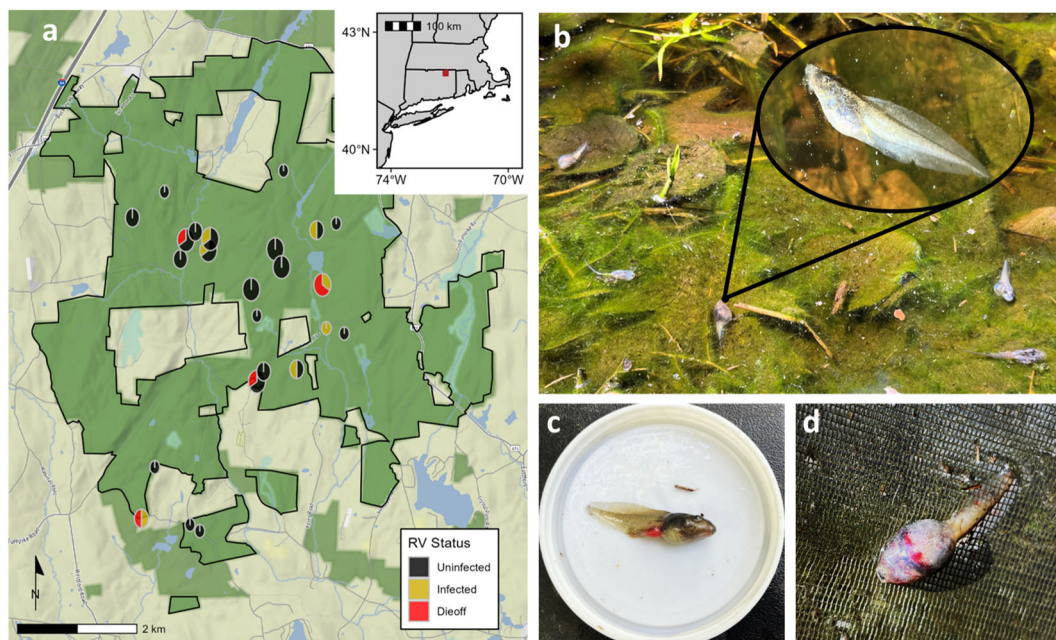 a
100 km
43°N
40°N
74°W
70°W
RV Status
Uninfected
Infected
Dieoff
N
2 km
b
c
d